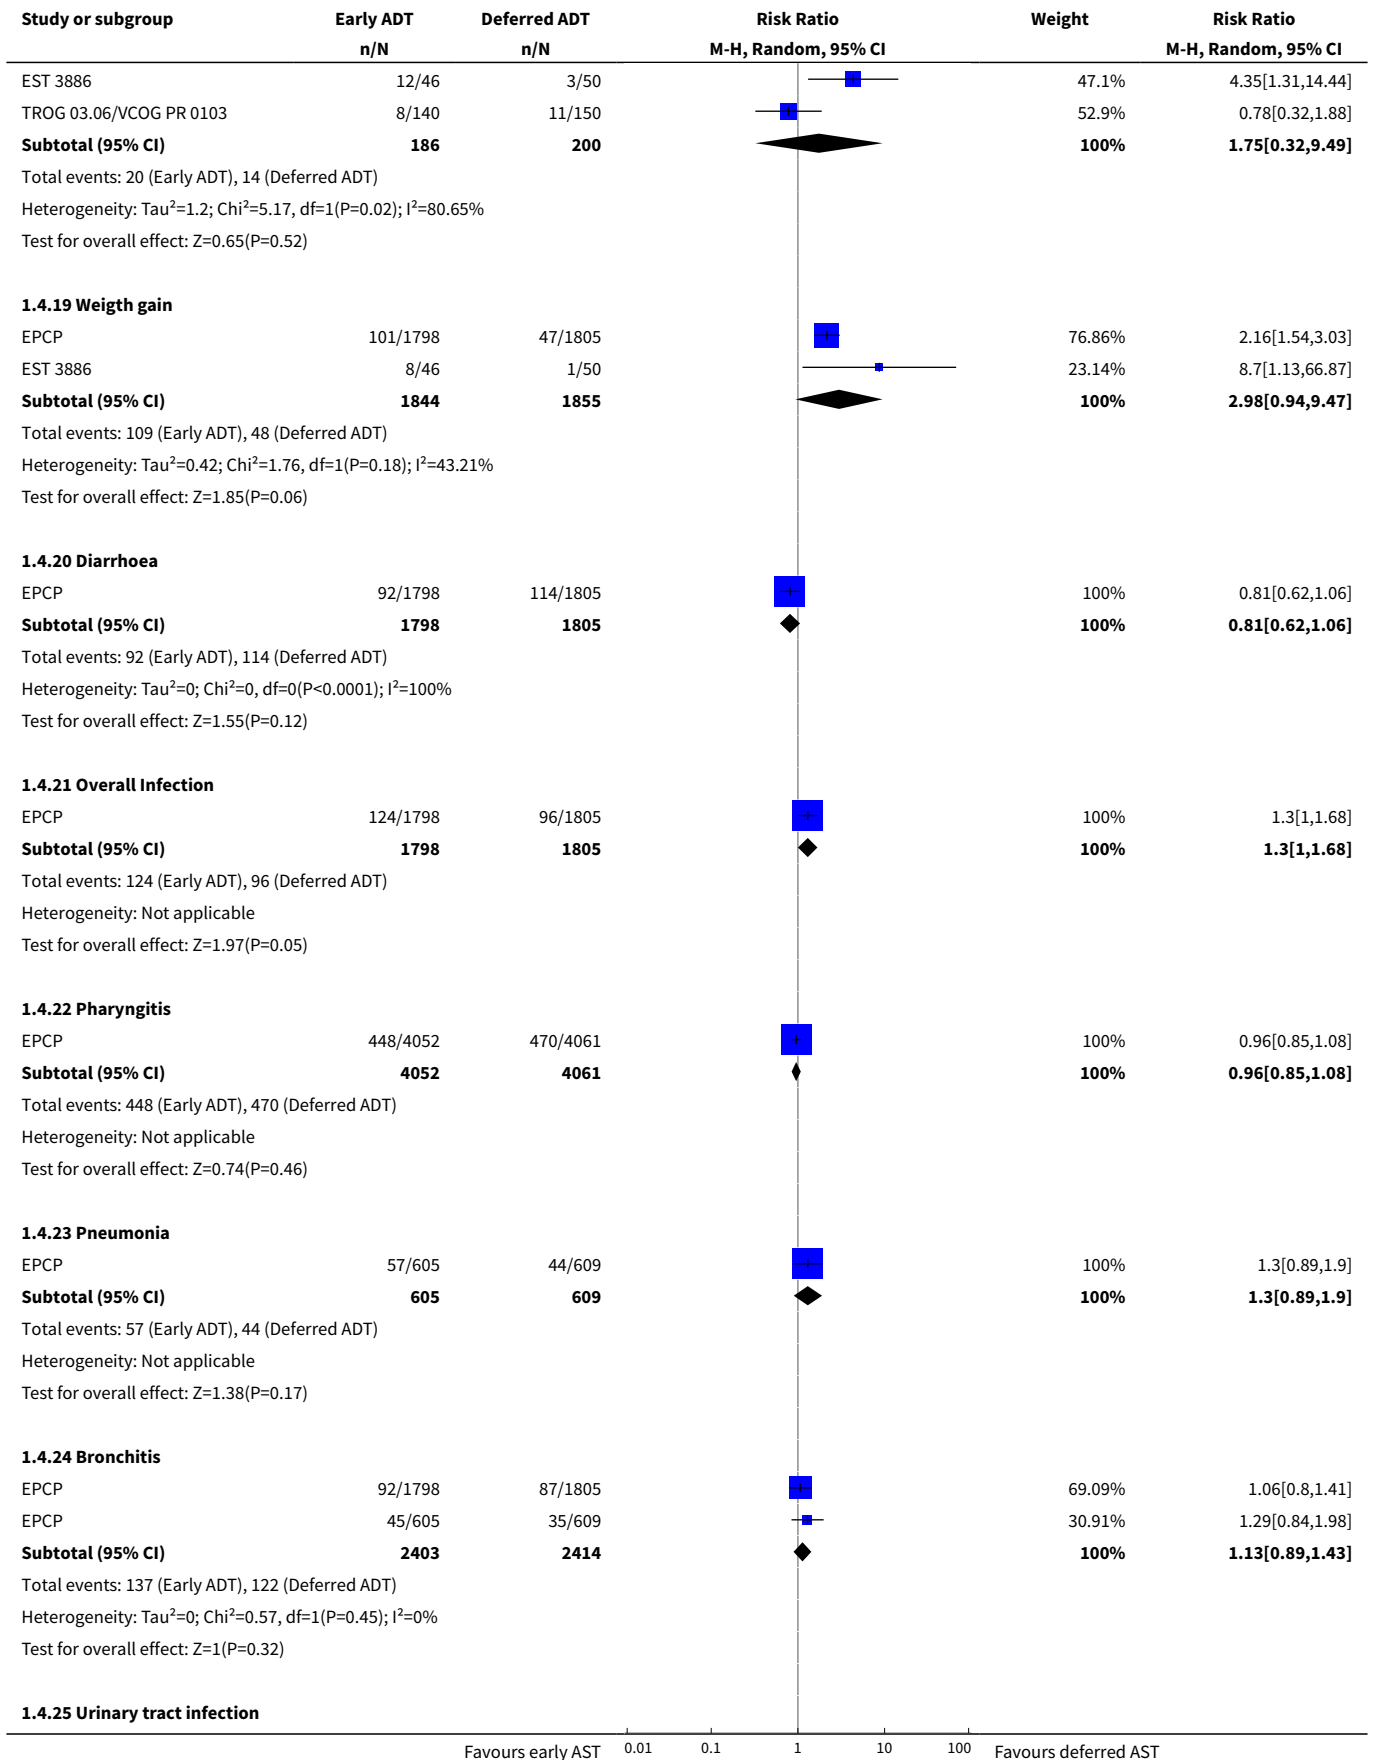 Study or subgroup Early ADT Deferred ADT Risk Ratio Weight Risk Ratio
n/N n/N M-H, Random, 95% CI M-H, Random, 95% CI
EST 3886 12/46 3/50 47.1% 4.35[1.31,14.44]
TROG 03.06/VCOG PR 0103 8/140 11/150 52.9% 0.78[0.32,1.88]
Subtotal (95% CI) 186 200 100% 1.75[0.32,9.49]
Total events: 20 (Early ADT), 14 (Deferred ADT)
Heterogeneity: Tau²=1.2; Chi²=5.17, df=1(P=0.02); I²=80.65%
Test for overall effect: Z=0.65(P=0.52)
1.4.19 Weigth gain
EPCP 101/1798 47/1805 76.86% 2.16[1.54,3.03]
EST 3886 8/46 1/50 23.14% 8.7[1.13,66.87]
Subtotal (95% CI) 1844 1855 100% 2.98[0.94,9.47]
Total events: 109 (Early ADT), 48 (Deferred ADT)
Heterogeneity: Tau²=0.42; Chi²=1.76, df=1(P=0.18); I²=43.21%
Test for overall effect: Z=1.85(P=0.06)
1.4.20 Diarrhoea
EPCP 92/1798 114/1805 100% 0.81[0.62,1.06]
Subtotal (95% CI) 1798 1805 100% 0.81[0.62,1.06]
Total events: 92 (Early ADT), 114 (Deferred ADT)
Heterogeneity: Tau²=0; Chi²=0, df=0(P<0.0001); I²=100%
Test for overall effect: Z=1.55(P=0.12)
1.4.21 Overall Infection
EPCP 124/1798 96/1805 100% 1.3[1,1.68]
Subtotal (95% CI) 1798 1805 100% 1.3[1,1.68]
Total events: 124 (Early ADT), 96 (Deferred ADT)
Heterogeneity: Not applicable
Test for overall effect: Z=1.97(P=0.05)
1.4.22 Pharyngitis
EPCP 448/4052 470/4061 100% 0.96[0.85,1.08]
Subtotal (95% CI) 4052 4061 100% 0.96[0.85,1.08]
Total events: 448 (Early ADT), 470 (Deferred ADT)
Heterogeneity: Not applicable
Test for overall effect: Z=0.74(P=0.46)
1.4.23 Pneumonia
EPCP 57/605 44/609 100% 1.3[0.89,1.9]
Subtotal (95% CI) 605 609 100% 1.3[0.89,1.9]
Total events: 57 (Early ADT), 44 (Deferred ADT)
Heterogeneity: Not applicable
Test for overall effect: Z=1.38(P=0.17)
1.4.24 Bronchitis
EPCP 92/1798 87/1805 69.09% 1.06[0.8,1.41]
EPCP 45/605 35/609 30.91% 1.29[0.84,1.98]
Subtotal (95% CI) 2403 2414 100% 1.13[0.89,1.43]
Total events: 137 (Early ADT), 122 (Deferred ADT)
Heterogeneity: Tau²=0; Chi²=0.57, df=1(P=0.45); I²=0%
Test for overall effect: Z=1(P=0.32)
1.4.25 Urinary tract infection
Favours early AST 0.01 0.1 1 10 100 Favours deferred AST